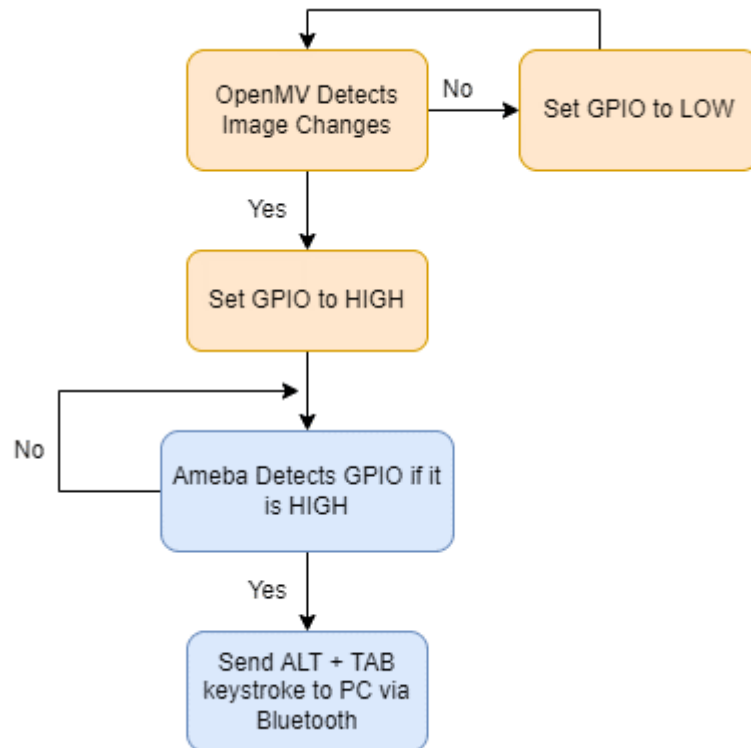 OpenMV Detects
Image Changes
No
Set GPIO to LOW
Yes
Set GPIO to HIGH
No
Ameba Detects GPIO if it
is HIGH
Yes
Send ALT + TAB
keystroke to PC via
Bluetooth